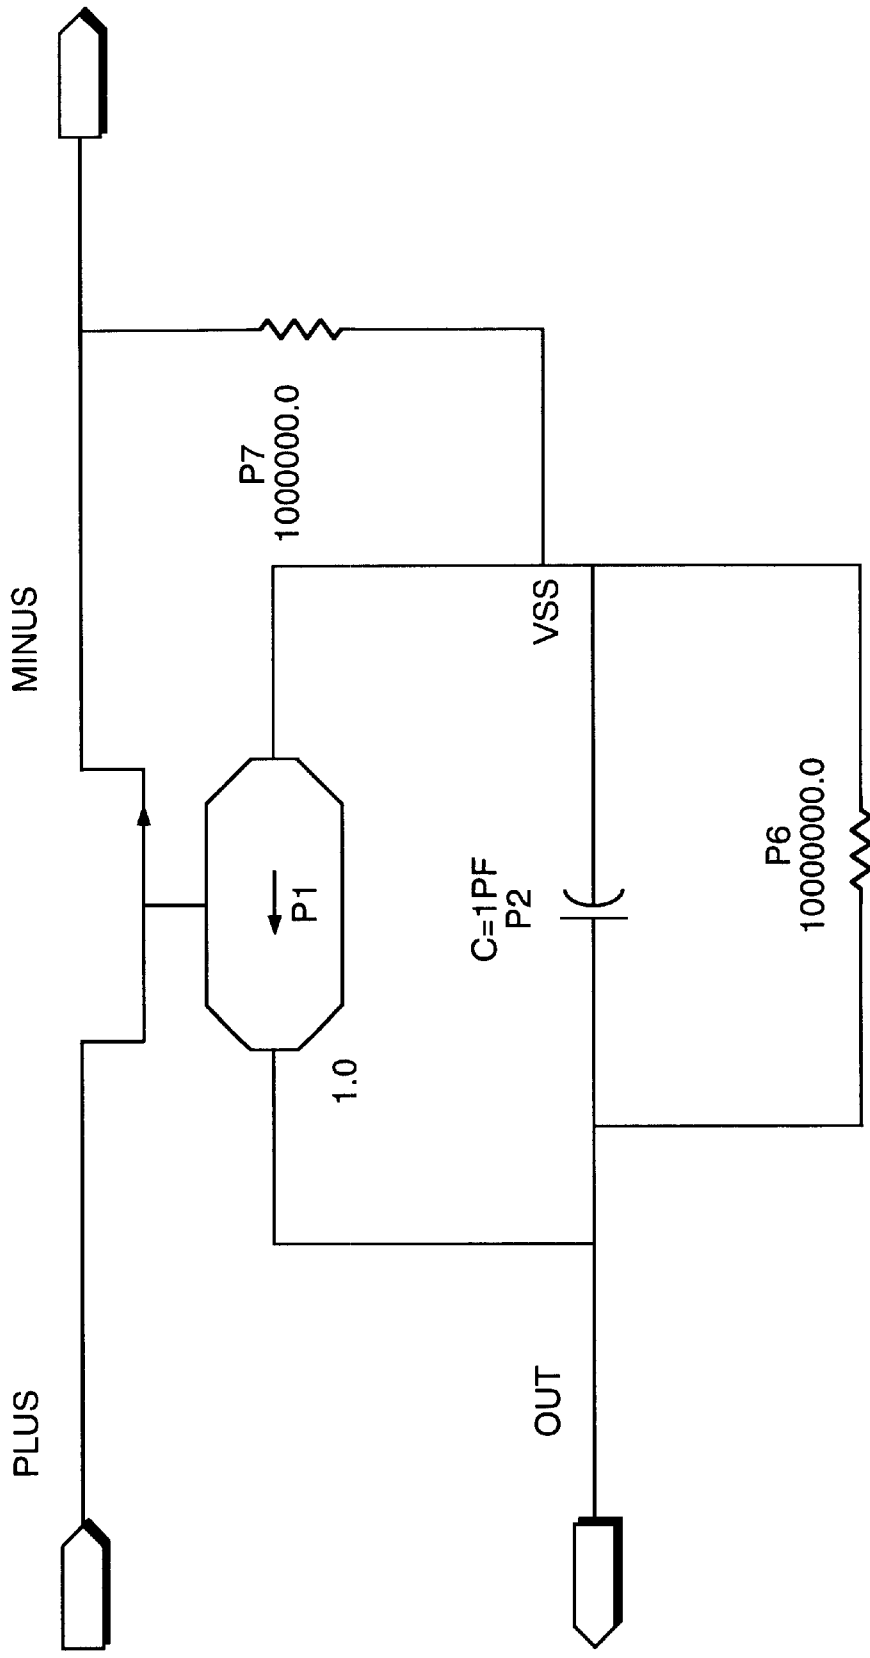 PLUS
MINUS
P7
1000000.0
P1
1.0
C=1PF
P2
OUT
VSS
P6
10000000.0